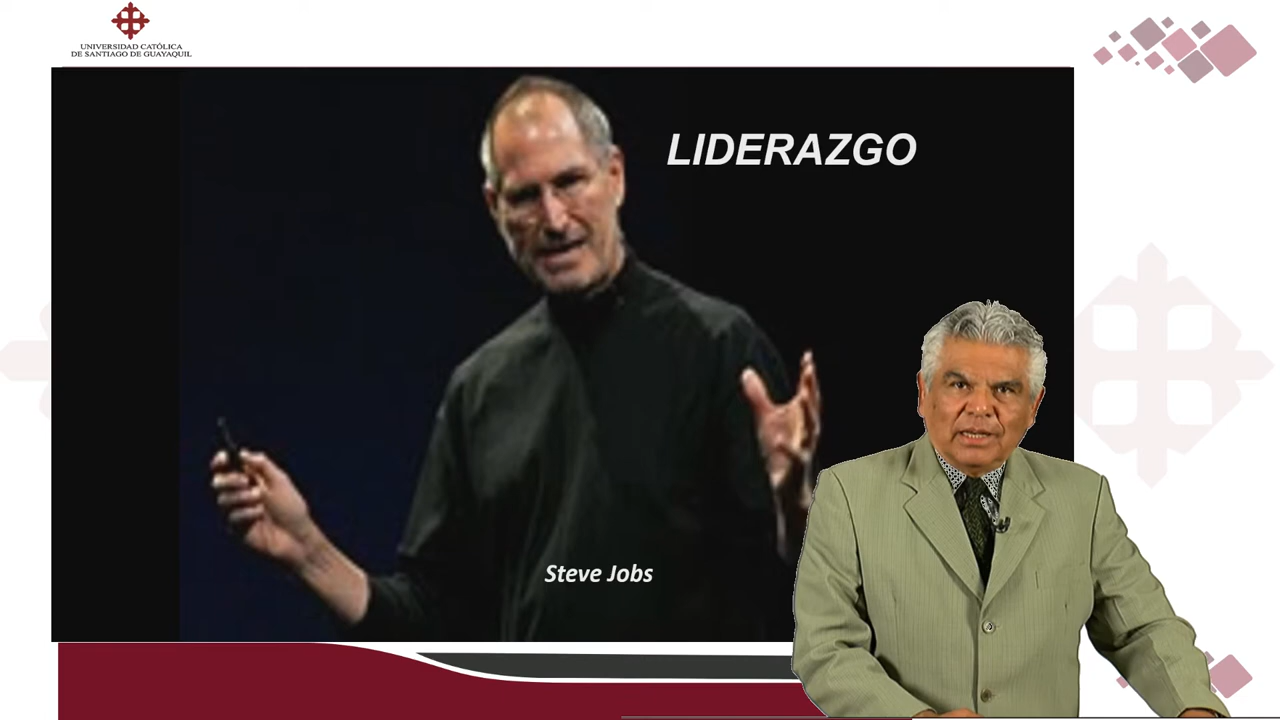 UNIVERSIDAD CATÓLICA
DE SANTIAGO DE GUAYAQUIL
LIDERAZGO
Steve Jobs